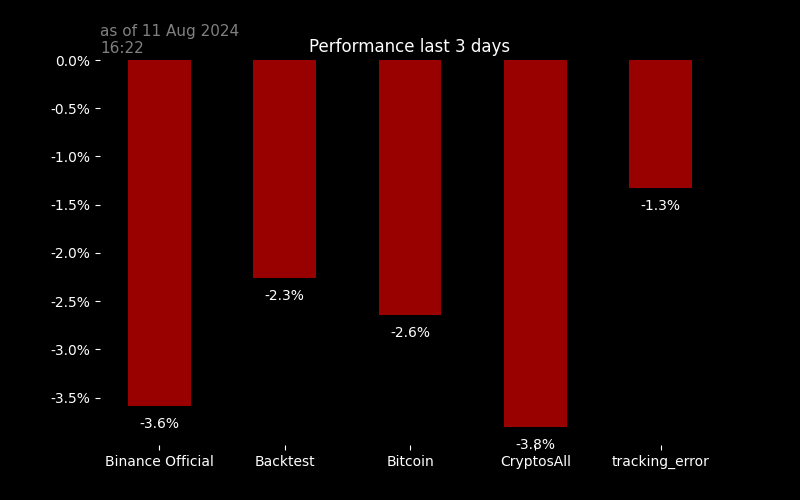 as of 11 Aug 2024
16:22
Performance last 3 days
0.0%
-0.5%
-1.0%
-1.5%
-2.0%
-2.5%
-3.0%
-3.5%
-3.6%
-2.3%
-2.6%
-3.8%
-1.3%
Binance Official
Backtest
Bitcoin
CryptosAll
tracking_error